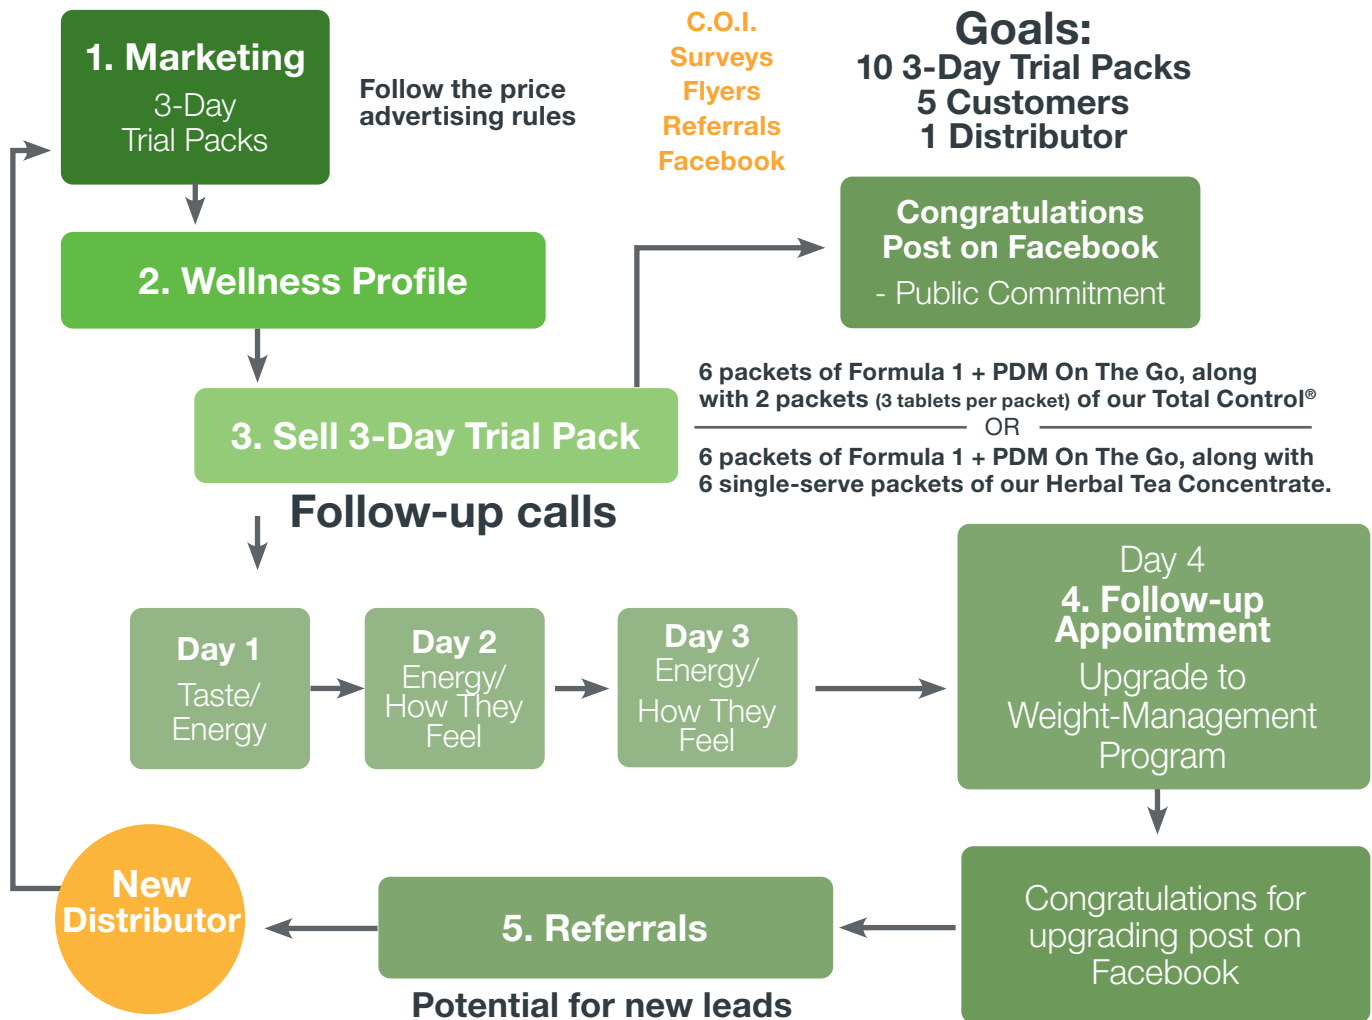 1. Marketing
3-Day
Trial Packs
Follow the price
advertising rules
C.O.I.
Surveys
Flyers
Referrals
Facebook
Goals:
10 3-Day Trial Packs
5 Customers
1 Distributor
2. Wellness Profile
Congratulations
Post on Facebook
- Public Commitment
3. Sell 3-Day Trial Pack
6 packets of Formula 1 + PDM On The Go, along
with 2 packets (3 tablets per packet) of our Total Control®
OR
6 packets of Formula 1 + PDM On The Go, along with
6 single-serve packets of our Herbal Tea Concentrate.
Follow-up calls
Day 1
Taste/
Energy
Day 2
Energy/
How They
Feel
Day 3
Energy/
How They
Feel
Day 4
4. Follow-up
Appointment
Upgrade to
Weight-Management
Program
Congratulations for
upgrading post on
Facebook
5. Referrals
Potential for new leads
New
Distributor